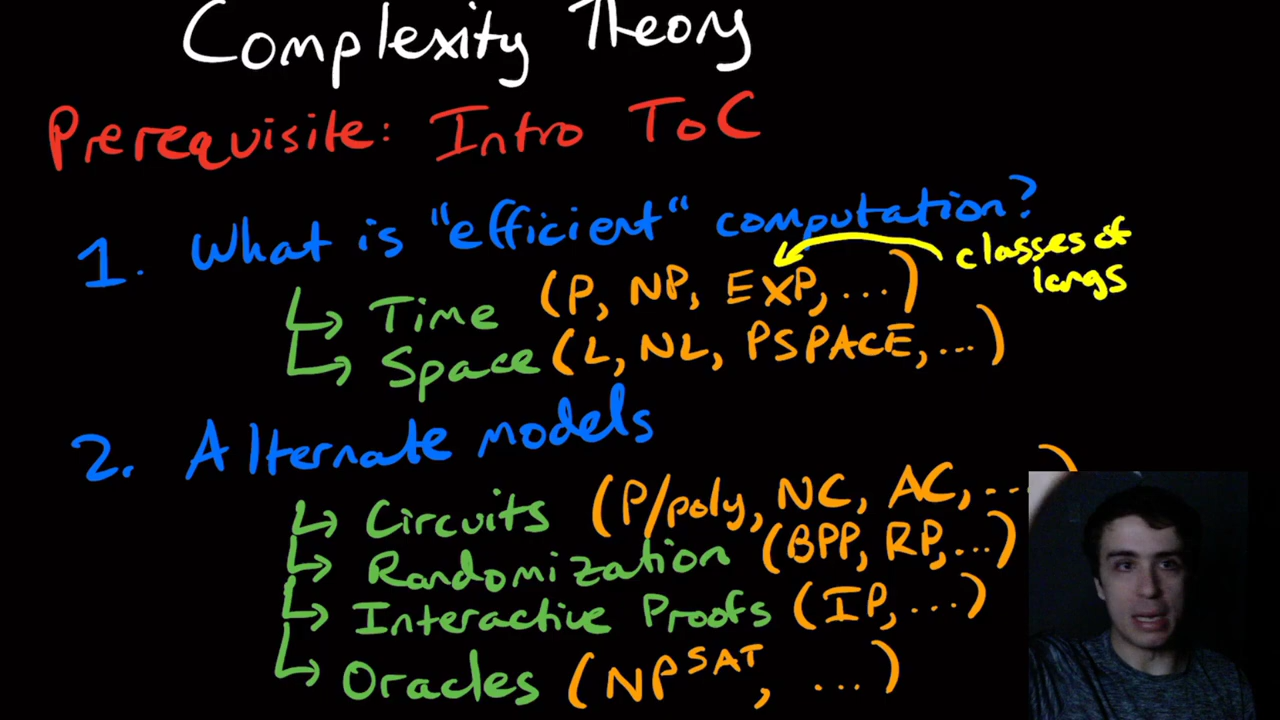 Complexity Theory
Prerequisite: Intro ToC
1. What is "efficient" computation?
classes of
langs
↳ Time (P, NP, EXP, ...)
↳ Space (L, NL, PSPACE, ...)
2. Alternate models
↳ Circuits (P/poly, NC, AC, ...)
↳ Randomization (BPP, RP, ...)
↳ Interactive Proofs (IP, ...)
↳ Oracles (NP^SAT, ...)